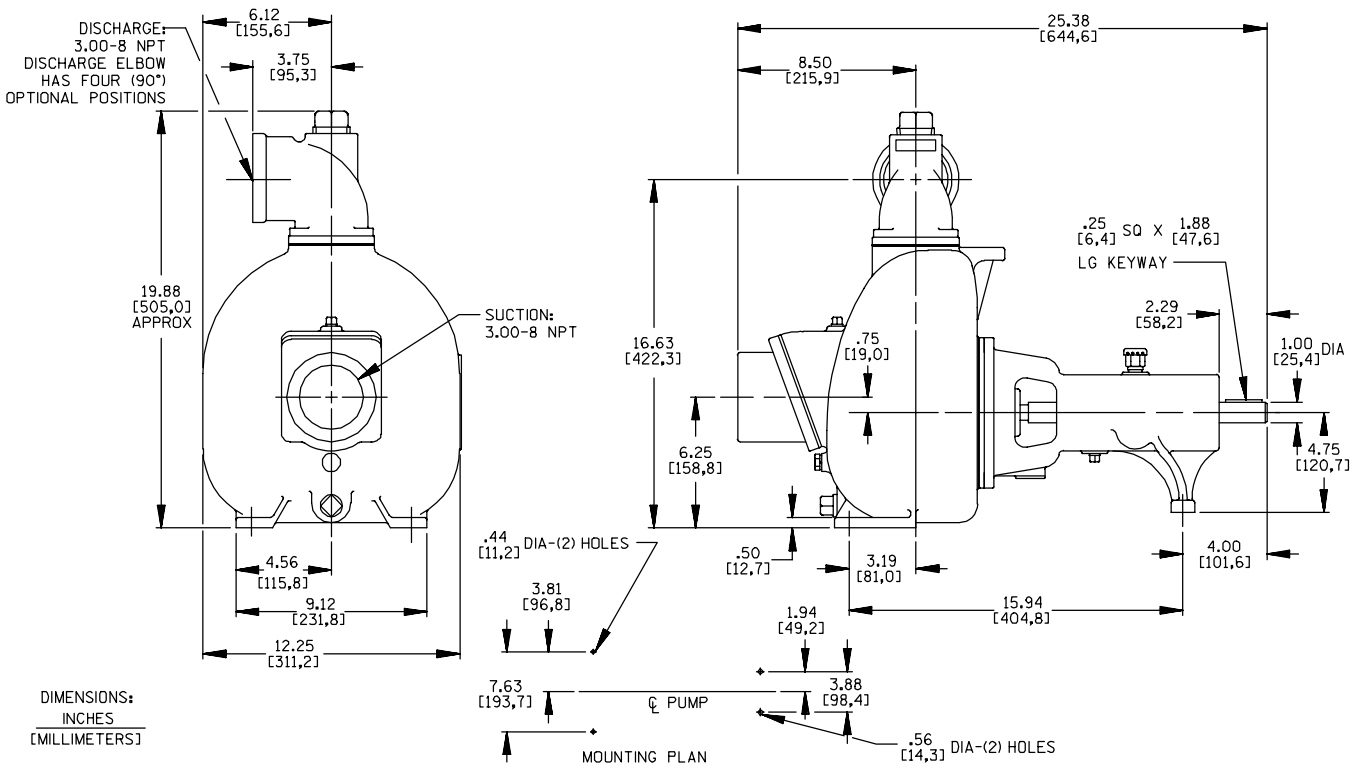 DISCHARGE:
3.00-8 NPT
DISCHARGE ELBOW
HAS FOUR (90°)
OPTIONAL POSITIONS
6.12
[155,6]
3.75
[95,3]
19.88
[505,0]
APPROX
SUCTION:
3.00-8 NPT
4.56
[115,8]
9.12
[231,8]
12.25
[311,2]
25.38
[644,6]
8.50
[215,9]
.25
[6,4] SQ X 1.88
[47,6]
LG KEYWAY
2.29
[58,2]
1.00
[25,4] DIA
16.63
[422,3]
.75
[19,0]
6.25
[158,8]
4.75
[120,7]
.50
[12,7]
3.19
[81,0]
4.00
[101,6]
15.94
[404,8]
.44
[11,2] DIA-(2) HOLES
3.81
[96,8]
1.94
[49,2]
7.63
[193,7]
℄ PUMP
3.88
[98,4]
.56
[14,3] DIA-(2) HOLES
MOUNTING PLAN
DIMENSIONS:
INCHES
[MILLIMETERS]